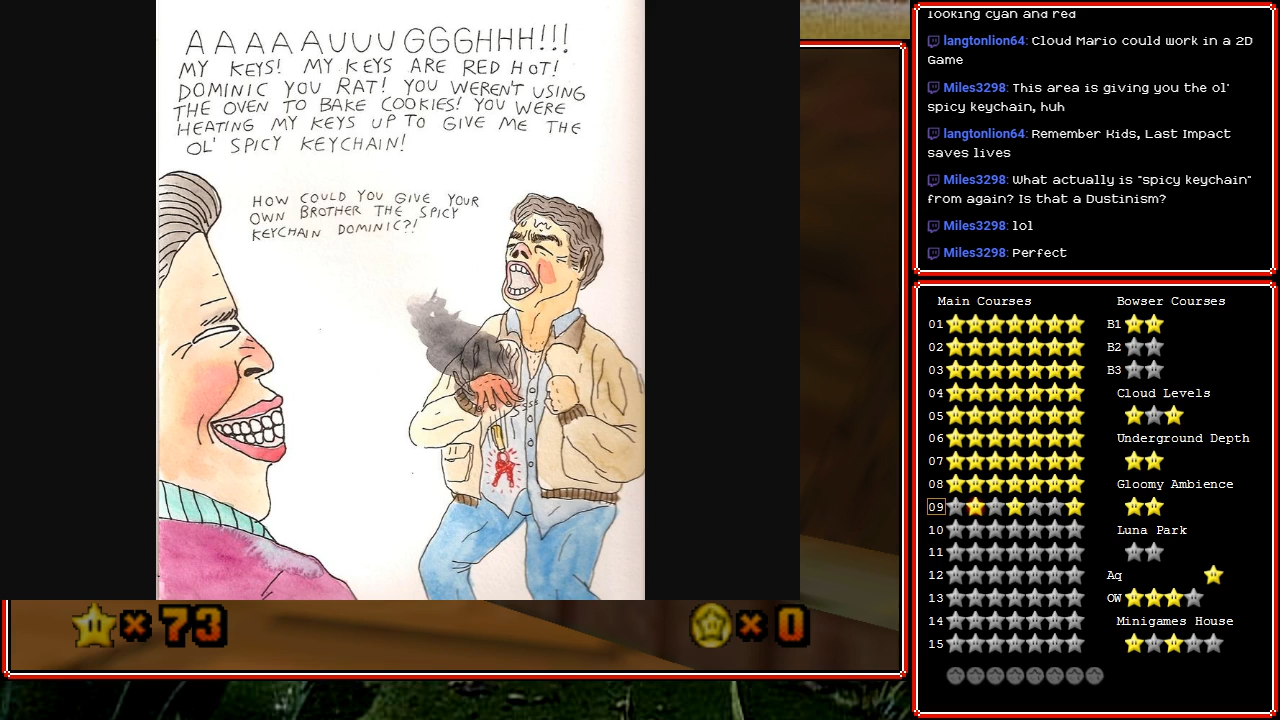 AAAAAUUUGGGHHH!!!
MY KEYS! MY KEYS ARE RED HOT!
DOMINIC YOU RAT! YOU WEREN'T USING
THE OVEN TO BAKE COOKIES! YOU WERE
HEATING MY KEYS UP TO GIVE ME THE
OL' SPICY KEYCHAIN!
HOW COULD YOU GIVE YOUR
OWN BROTHER THE SPICY
KEYCHAIN DOMINIC?!
ssss
×73
×0
looking cyan and red
langtonlion64: Cloud Mario could work in a 2D
Game
Miles3298: This area is giving you the ol'
spicy keychain, huh
langtonlion64: Remember Kids, Last Impact
saves lives
Miles3298: What actually is "spicy keychain"
from again? Is that a Dustinism?
Miles3298: lol
Miles3298: Perfect
Main Courses
01
02
03
04
05
06
07
08
09
10
11
12
13
14
15
Bowser Courses
B1
B2
B3
Cloud Levels
Underground Depth
Gloomy Ambience
Luna Park
Aq
OW
Minigames House